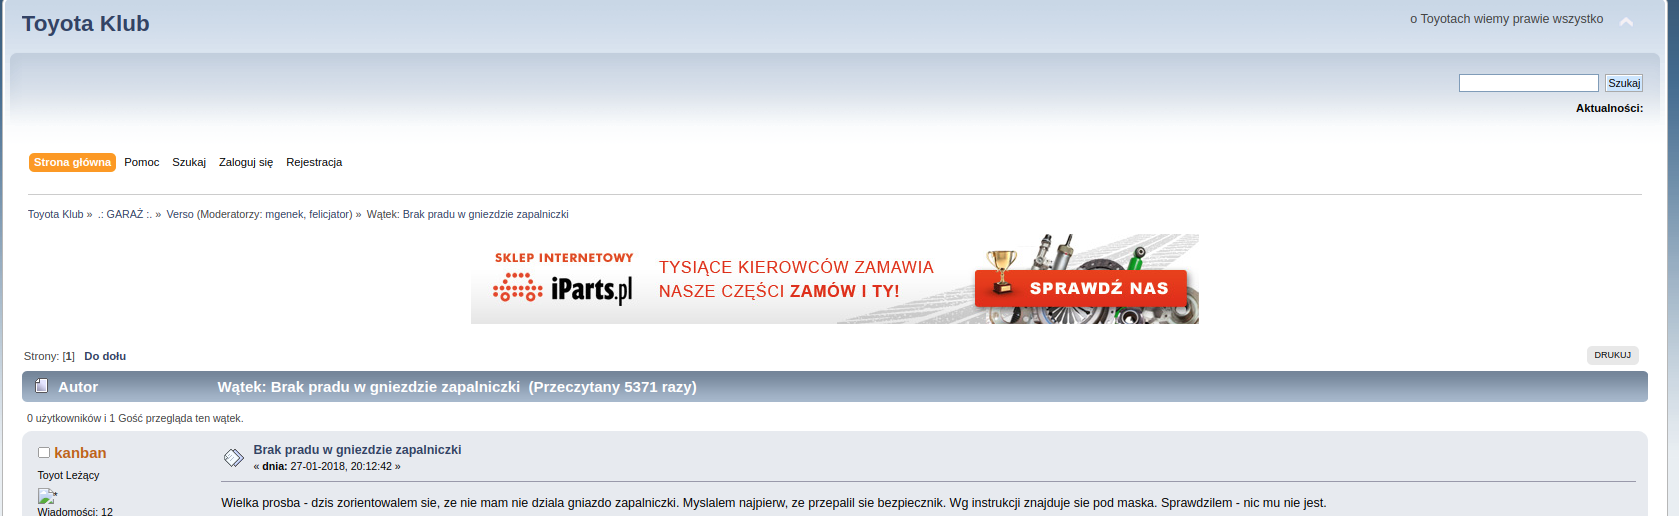 Toyota Klub
o Toyotach wiemy prawie wszystko
Szukaj
Aktualności:
Strona główna Pomoc Szukaj Zaloguj się Rejestracja
Toyota Klub » .: GARAŻ :. » Verso (Moderatorzy: mgenek, felicjator) » Wątek: Brak pradu w gniezdzie zapalniczki
SKLEP INTERNETOWY
iParts.pl
TYSIĄCE KIEROWCÓW ZAMAWIA
NASZE CZĘŚCI ZAMÓW I TY!
SPRAWDŹ NAS
Strony: [1] Do dołu
DRUKUJ
Autor Wątek: Brak pradu w gniezdzie zapalniczki (Przeczytany 5371 razy)
0 użytkowników i 1 Gość przegląda ten wątek.
kanban
Toyot Leżący
*
Wiadomości: 12
Brak pradu w gniezdzie zapalniczki
« dnia: 27-01-2018, 20:12:42 »
Wielka prosba - dzis zorientowalem sie, ze nie mam nie dziala gniazdo zapalniczki. Myslalem najpierw, ze przepalil sie bezpiecznik. Wg instrukcji znajduje sie pod maska. Sprawdzilem - nic mu nie jest.